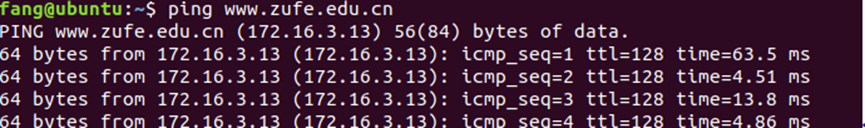 fang@ubuntu:~$ ping www.zufe.edu.cn
PING www.zufe.edu.cn (172.16.3.13) 56(84) bytes of data.
64 bytes from 172.16.3.13 (172.16.3.13): icmp_seq=1 ttl=128 time=63.5 ms
64 bytes from 172.16.3.13 (172.16.3.13): icmp_seq=2 ttl=128 time=4.51 ms
64 bytes from 172.16.3.13 (172.16.3.13): icmp_seq=3 ttl=128 time=13.8 ms
64 bytes from 172.16.3.13 (172.16.3.13): icmp_seq=4 ttl=128 time=4.86 ms